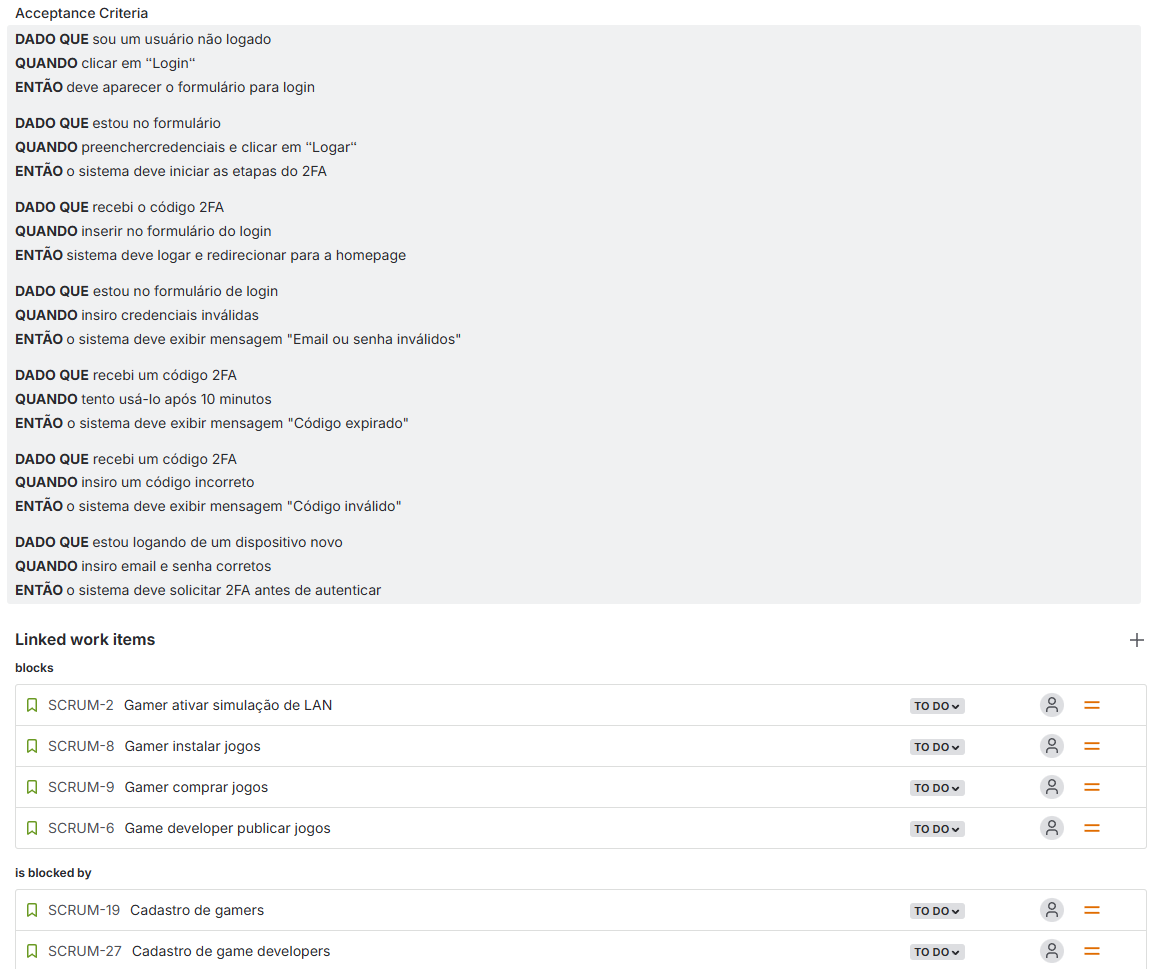 Acceptance Criteria
DADO QUE sou um usuário não logado
QUANDO clicar em “Login“
ENTÃO deve aparecer o formulário para login
DADO QUE estou no formulário
QUANDO preenchercredenciais e clicar em “Logar“
ENTÃO o sistema deve iniciar as etapas do 2FA
DADO QUE recebi o código 2FA
QUANDO inserir no formulário do login
ENTÃO sistema deve logar e redirecionar para a homepage
DADO QUE estou no formulário de login
QUANDO insiro credenciais inválidas
ENTÃO o sistema deve exibir mensagem "Email ou senha inválidos"
DADO QUE recebi um código 2FA
QUANDO tento usá-lo após 10 minutos
ENTÃO o sistema deve exibir mensagem "Código expirado"
DADO QUE recebi um código 2FA
QUANDO insiro um código incorreto
ENTÃO o sistema deve exibir mensagem "Código inválido"
DADO QUE estou logando de um dispositivo novo
QUANDO insiro email e senha corretos
ENTÃO o sistema deve solicitar 2FA antes de autenticar
Linked work items
blocks
SCRUM-2 Gamer ativar simulação de LAN TO DO
SCRUM-8 Gamer instalar jogos TO DO
SCRUM-9 Gamer comprar jogos TO DO
SCRUM-6 Game developer publicar jogos TO DO
is blocked by
SCRUM-19 Cadastro de gamers TO DO
SCRUM-27 Cadastro de game developers TO DO